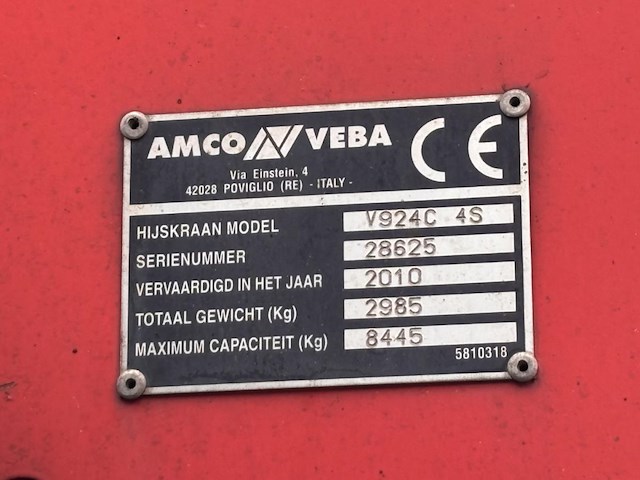 AMCO VEBA CE
Via Einstein, 4
42028 POVIGLIO (RE) - ITALY -
HIJSKRAAN MODEL V924C 4S
SERIENUMMER 28625
VERVAARDIGD IN HET JAAR 2010
TOTAAL GEWICHT (Kg) 2985
MAXIMUM CAPACITEIT (Kg) 8445
5810318